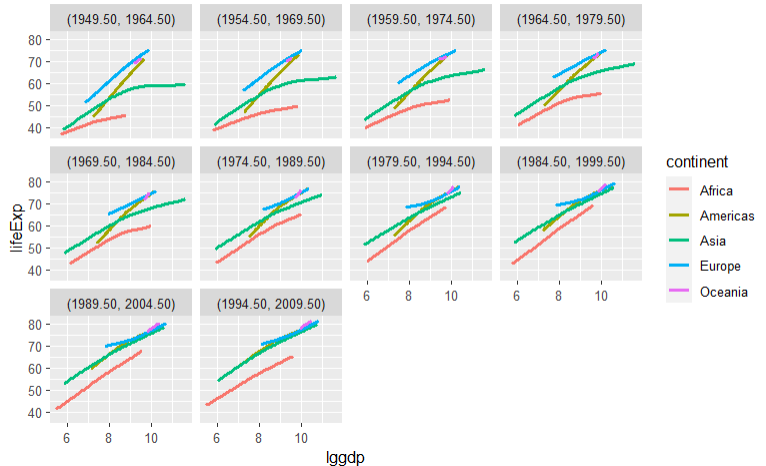 (1949.50, 1964.50) (1954.50, 1969.50) (1959.50, 1974.50) (1964.50, 1979.50)
80
70
60
50
40
(1969.50, 1984.50) (1974.50, 1989.50) (1979.50, 1994.50) (1984.50, 1999.50)
80
70
60
50
40
6 8 10 6 8 10
(1989.50, 2004.50) (1994.50, 2009.50)
80
70
60
50
40
6 8 10 6 8 10
lifeExp
lggdp
continent
Africa
Americas
Asia
Europe
Oceania